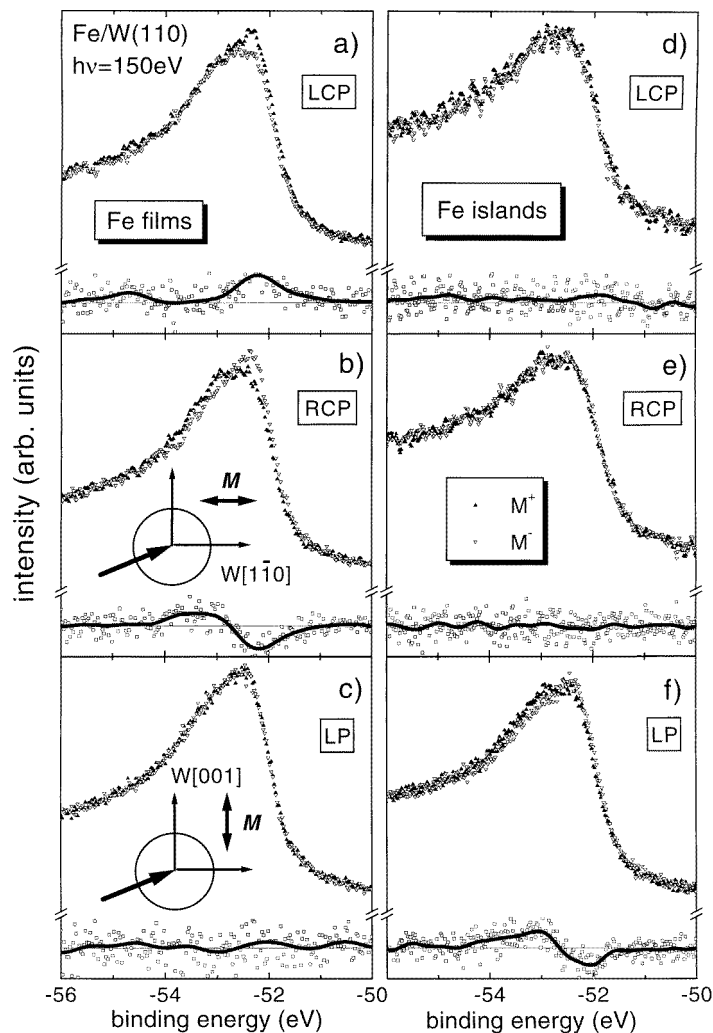 Fe/W(110)
hν=150eV
a)
LCP
Fe films
d)
LCP
Fe islands
b)
RCP
M
W[11̄0]
e)
RCP
M⁺
M⁻
c)
LP
W[001]
M
f)
LP
intensity (arb. units)
-56 -54 -52 -50
-54 -52 -50
binding energy (eV)
binding energy (eV)